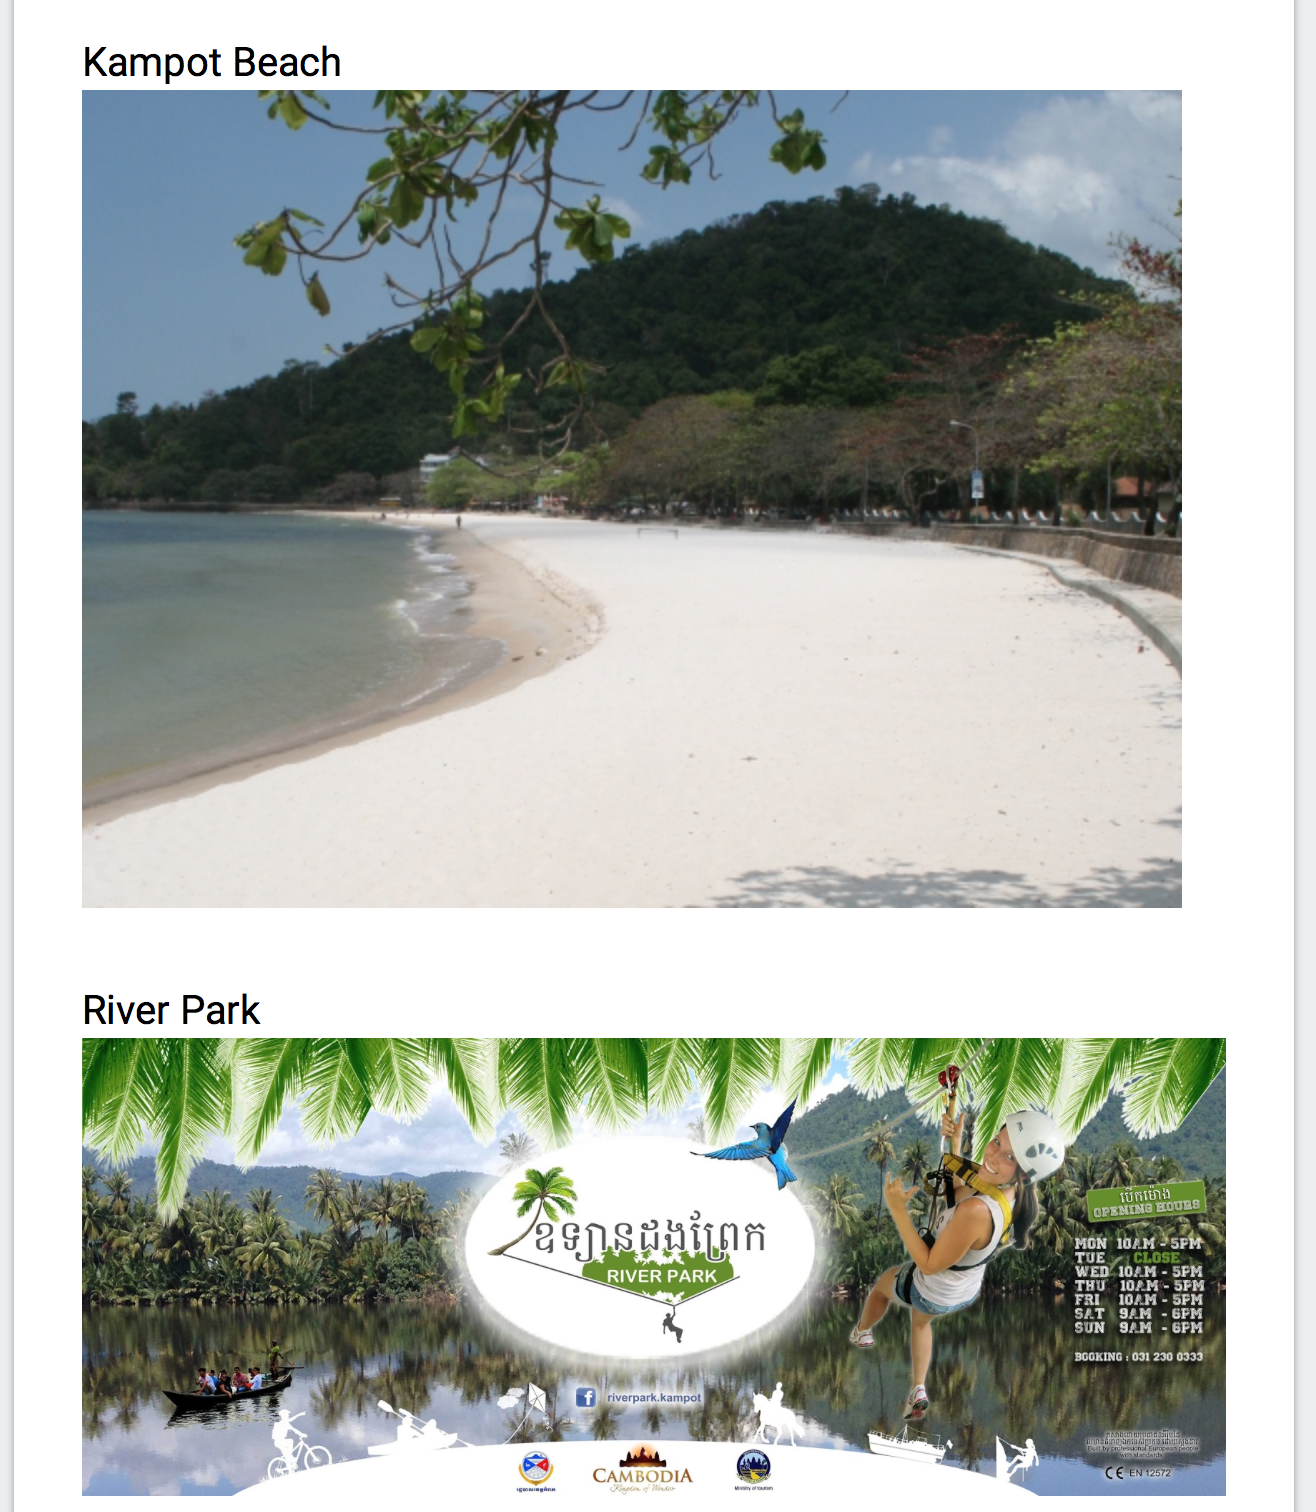 Kampot Beach
River Park
ឧទ្យានដងព្រែក
RIVER PARK
បើកម៉ោង
OPENING HOURS
MON 10AM - 5PM
TUE CLOSE
WED 10AM - 5PM
THU 10AM - 5PM
FRI 10AM - 5PM
SAT 9AM - 6PM
SUN 9AM - 6PM
BOOKING : 031 230 0333
riverpark.kampot
CAMBODIA
Kingdom of Wonder
Ministry of Tourism
Built by professional European people
with standards
CE EN 12572